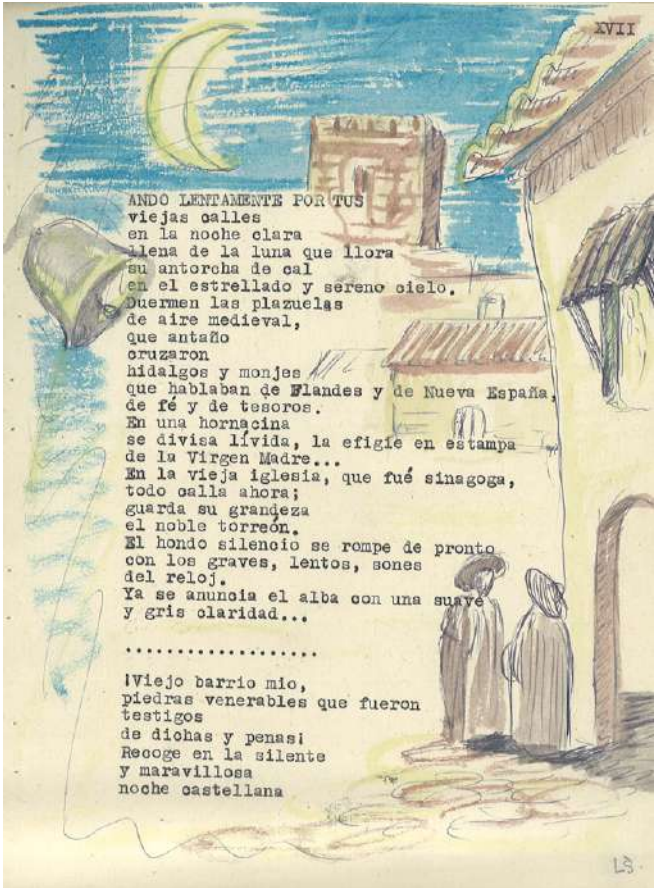 XVII
ANDO LENTAMENTE POR TUS
viejas calles
en la noche clara
llena de la luna que llora
su antorcha de cal
en el estrellado y sereno cielo.
Duermen las plazuelas
de aire medieval,
que antaño
cruzaron
hidalgos y monjes
que hablaban de Flandes y de Nueva España,
de fé y de tesoros.
En una hornacina
se divisa lívida, la efigie en estampa
de la Virgen Madre...
En la vieja iglesia, que fué sinagoga,
todo calla ahora;
guarda su grandeza
el noble torreón.
El hondo silencio se rompe de pronto
con los graves, lentos, sones
del reloj.
Ya se anuncia el alba con una suave
y gris claridad...
...................
¡Viejo barrio mio,
piedras venerables que fueron
testigos
de dichas y penas¡
Recoge en la silente
y maravillosa
noche castellana
LS.